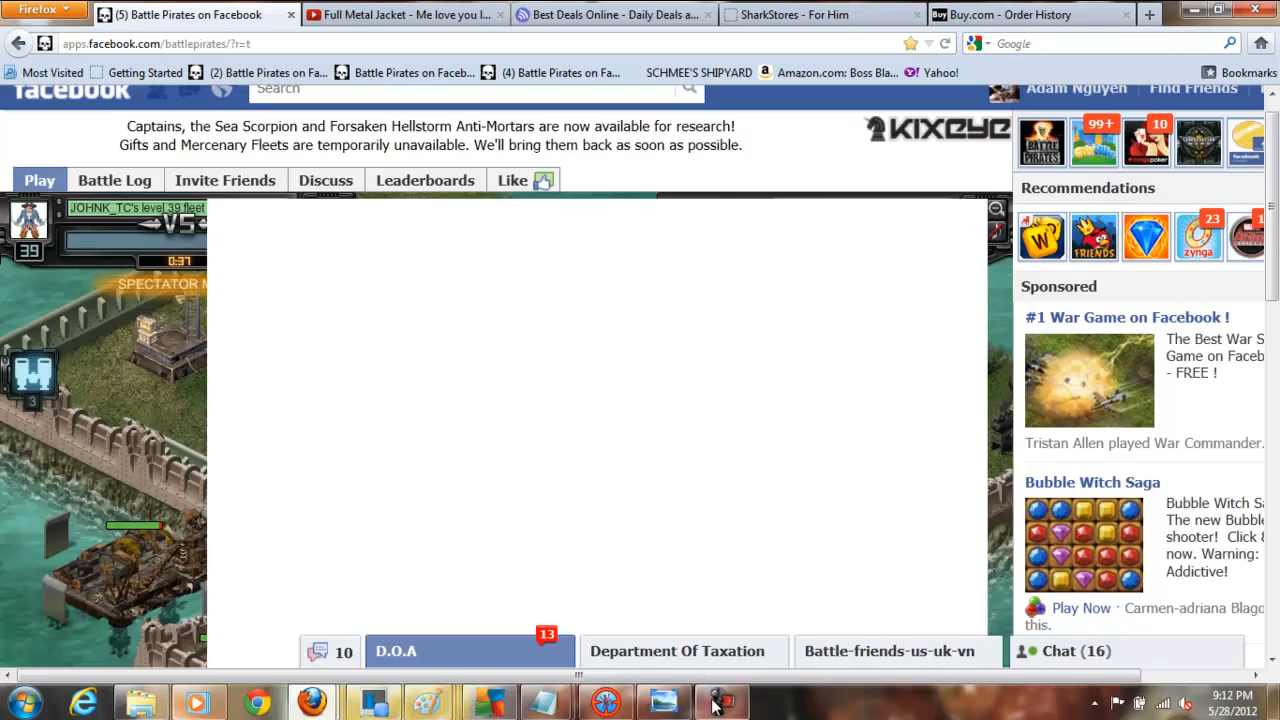 Firefox
(5) Battle Pirates on Facebook
Full Metal Jacket - Me love you l...
Best Deals Online - Daily Deals a...
SharkStores - For Him
Buy.com - Order History
apps.facebook.com/battlepirates/?r=t
Google
Most Visited
Getting Started
(2) Battle Pirates on Fa...
Battle Pirates on Faceb...
(4) Battle Pirates on Fa...
SCHMEE'S SHIPYARD
Amazon.com: Boss Bla...
Yahoo!
Bookmarks
facebook
Search
Adam Nguyen
Find Friends
Captains, the Sea Scorpion and Forsaken Hellstorm Anti-Mortars are now available for research!
Gifts and Mercenary Fleets are temporarily unavailable. We'll bring them back as soon as possible.
KIXEYE
Play
Battle Log
Invite Friends
Discuss
Leaderboards
Like
99+
10
Recommendations
23
Sponsored
#1 War Game on Facebook !
The Best War S
Game on Faceb
- FREE !
Tristan Allen played War Commander.
Bubble Witch Saga
Bubble Witch S
The new Bubbl
shooter! Click &
now. Warning:
Addictive!
Play Now · Carmen-adriana Blago
this.
JOHNK_TC's level 39 fleet
VS
39
0:37
SPECTATOR M
3
10
D.O.A
13
Department Of Taxation
Battle-friends-us-uk-vn
Chat (16)
9:12 PM
5/28/2012